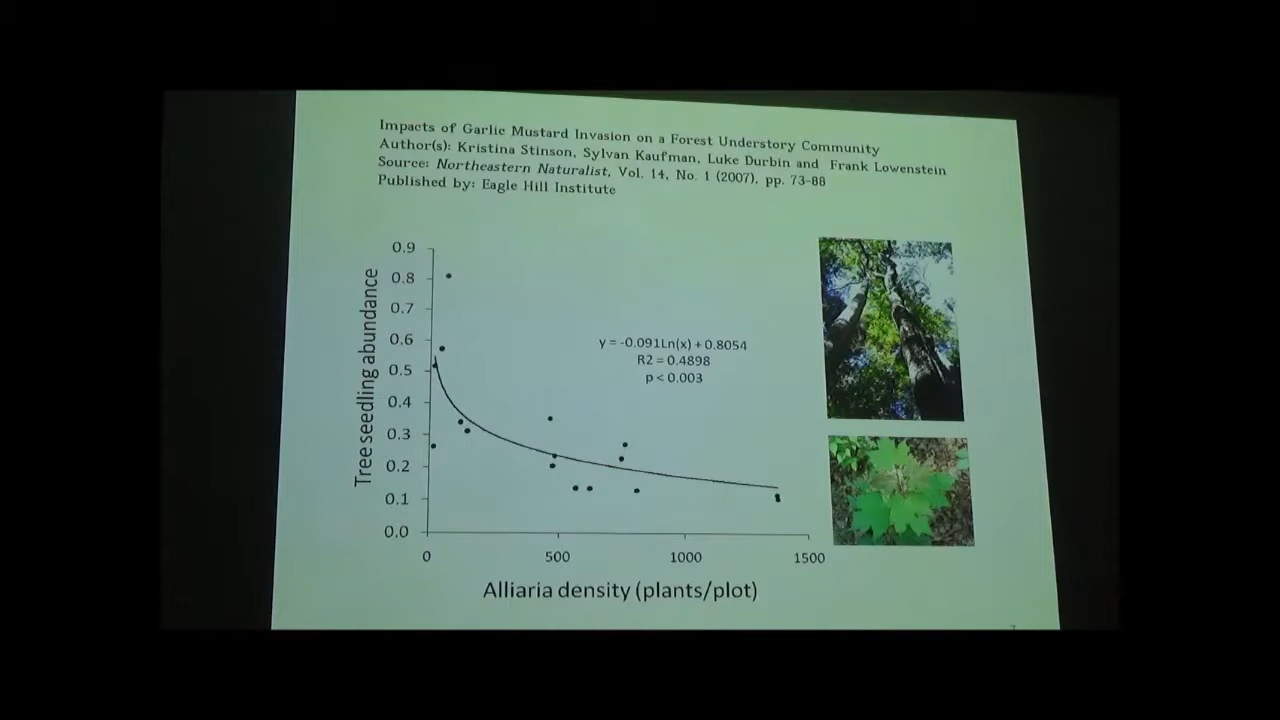 Impacts of Garlic Mustard Invasion on a Forest Understory Community
Author(s): Kristina Stinson, Sylvan Kaufman, Luke Durbin and Frank Lowenstein
Source: Northeastern Naturalist, Vol. 14, No. 1 (2007), pp. 73-88
Published by: Eagle Hill Institute
Tree seedling abundance
0.9
0.8
0.7
0.6
0.5
0.4
0.3
0.2
0.1
0.0
y = -0.091Ln(x) + 0.8054
R2 = 0.4898
p < 0.003
0 500 1000 1500
Alliaria density (plants/plot)